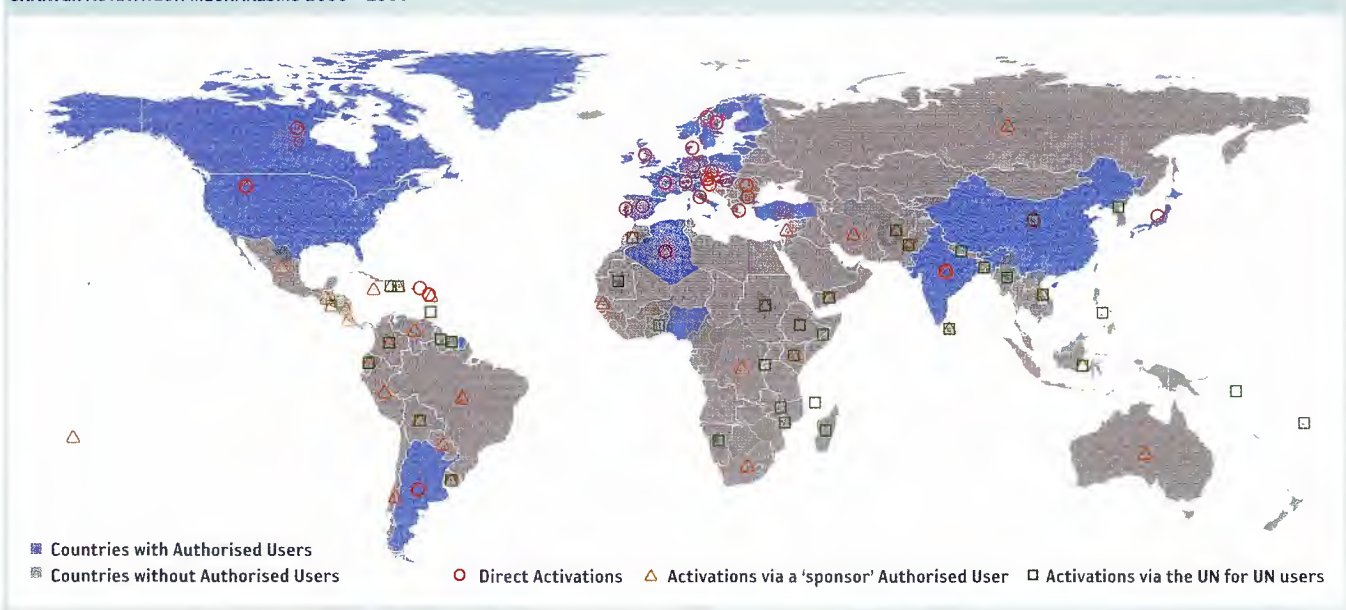 Countries with Authorised Users
Countries without Authorised Users
Direct Activations
Activations via a 'sponsor' Authorised User
Activations via the UN for UN users